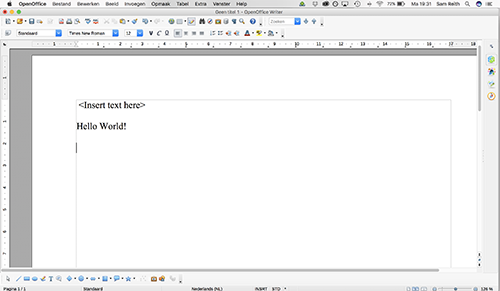 OpenOffice Bestand Bewerken Beeld Invoegen Opmaak Tabel Extra Venster Help 71% Ma 19 31 Sam Reith
Geen titel 1 - OpenOffice Writer
Zoeken
Standaard Times New Roman 12
<Insert text here>
Hello World!
Pagina 1 / 1 Standaard Nederlands (NL) INSRT STD 126 %